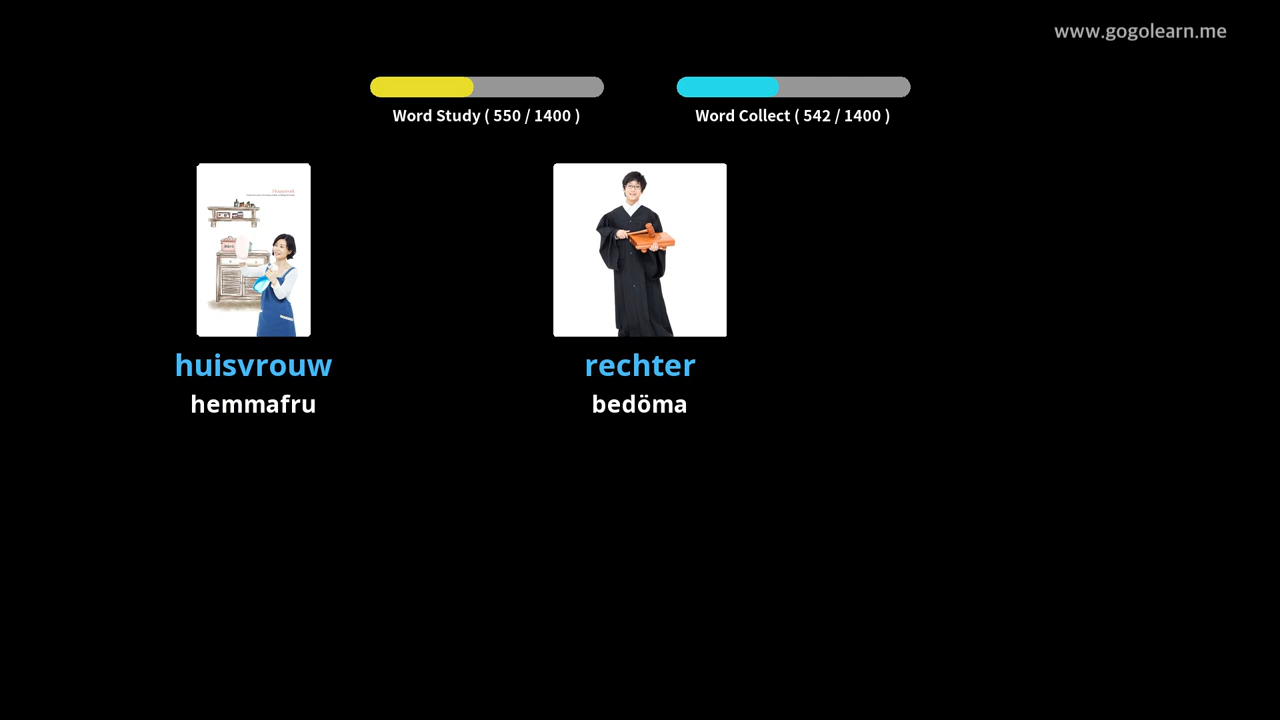 www.gogolearn.me
Word Study ( 550 / 1400 )
Word Collect ( 542 / 1400 )
huisvrouw
hemmafru
rechter
bedöma